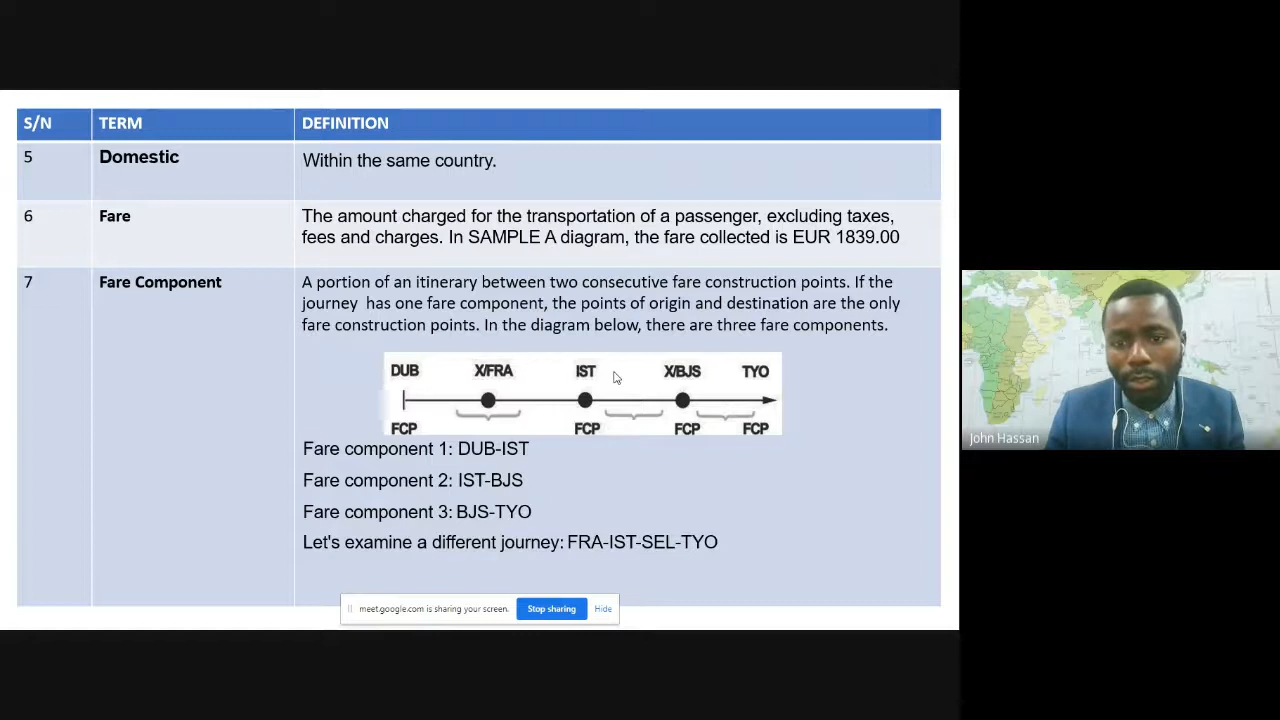 S/N TERM DEFINITION
5 Domestic Within the same country.
6 Fare The amount charged for the transportation of a passenger, excluding taxes,
fees and charges. In SAMPLE A diagram, the fare collected is EUR 1839.00
7 Fare Component A portion of an itinerary between two consecutive fare construction points. If the
journey has one fare component, the points of origin and destination are the only
fare construction points. In the diagram below, there are three fare components.
DUB X/FRA IST X/BJS TYO
FCP FCP FCP FCP
Fare component 1: DUB-IST
Fare component 2: IST-BJS
Fare component 3: BJS-TYO
Let's examine a different journey: FRA-IST-SEL-TYO
meet.google.com is sharing your screen. Stop sharing Hide
John Hassan